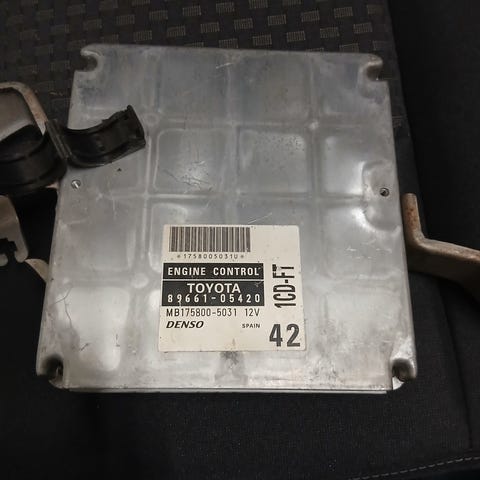 *1758005031U*
ENGINE CONTROL
TOYOTA
89661-05420
MB175800-5031 12V
DENSO SPAIN
42
1CD-FT